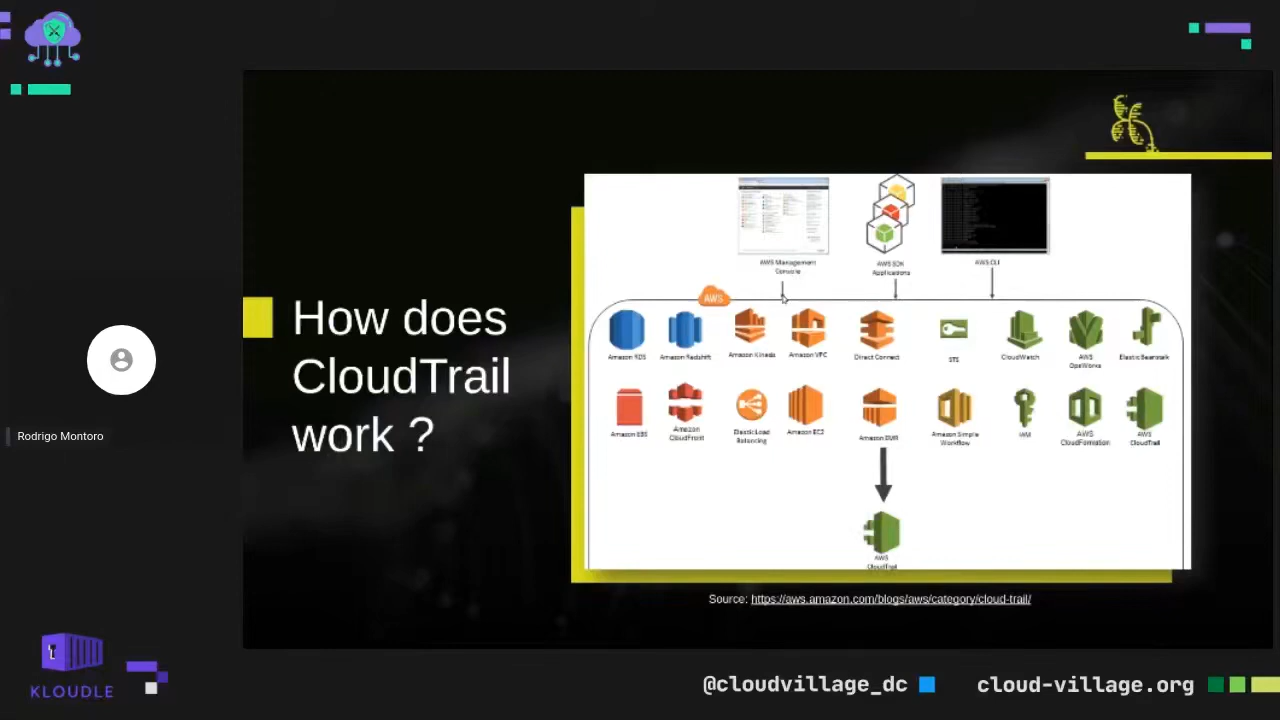 How does
CloudTrail
work ?
AWS Management
Console
AWS SDK
Applications
AWS CLI
AWS
Amazon RDS
Amazon Redshift
Amazon Kinesis
Amazon VPC
Direct Connect
STS
CloudWatch
AWS
OpsWorks
Elastic Beanstalk
Amazon EBS
Amazon
CloudFront
Elastic Load
Balancing
Amazon EC2
Amazon EMR
Amazon Simple
Workflow
IAM
AWS
CloudFormation
AWS
CloudTrail
AWS
CloudTrail
Source: https://aws.amazon.com/blogs/aws/category/cloud-trail/
Rodrigo Montoro
KLOUDLE
@cloudvillage_dc
cloud-village.org